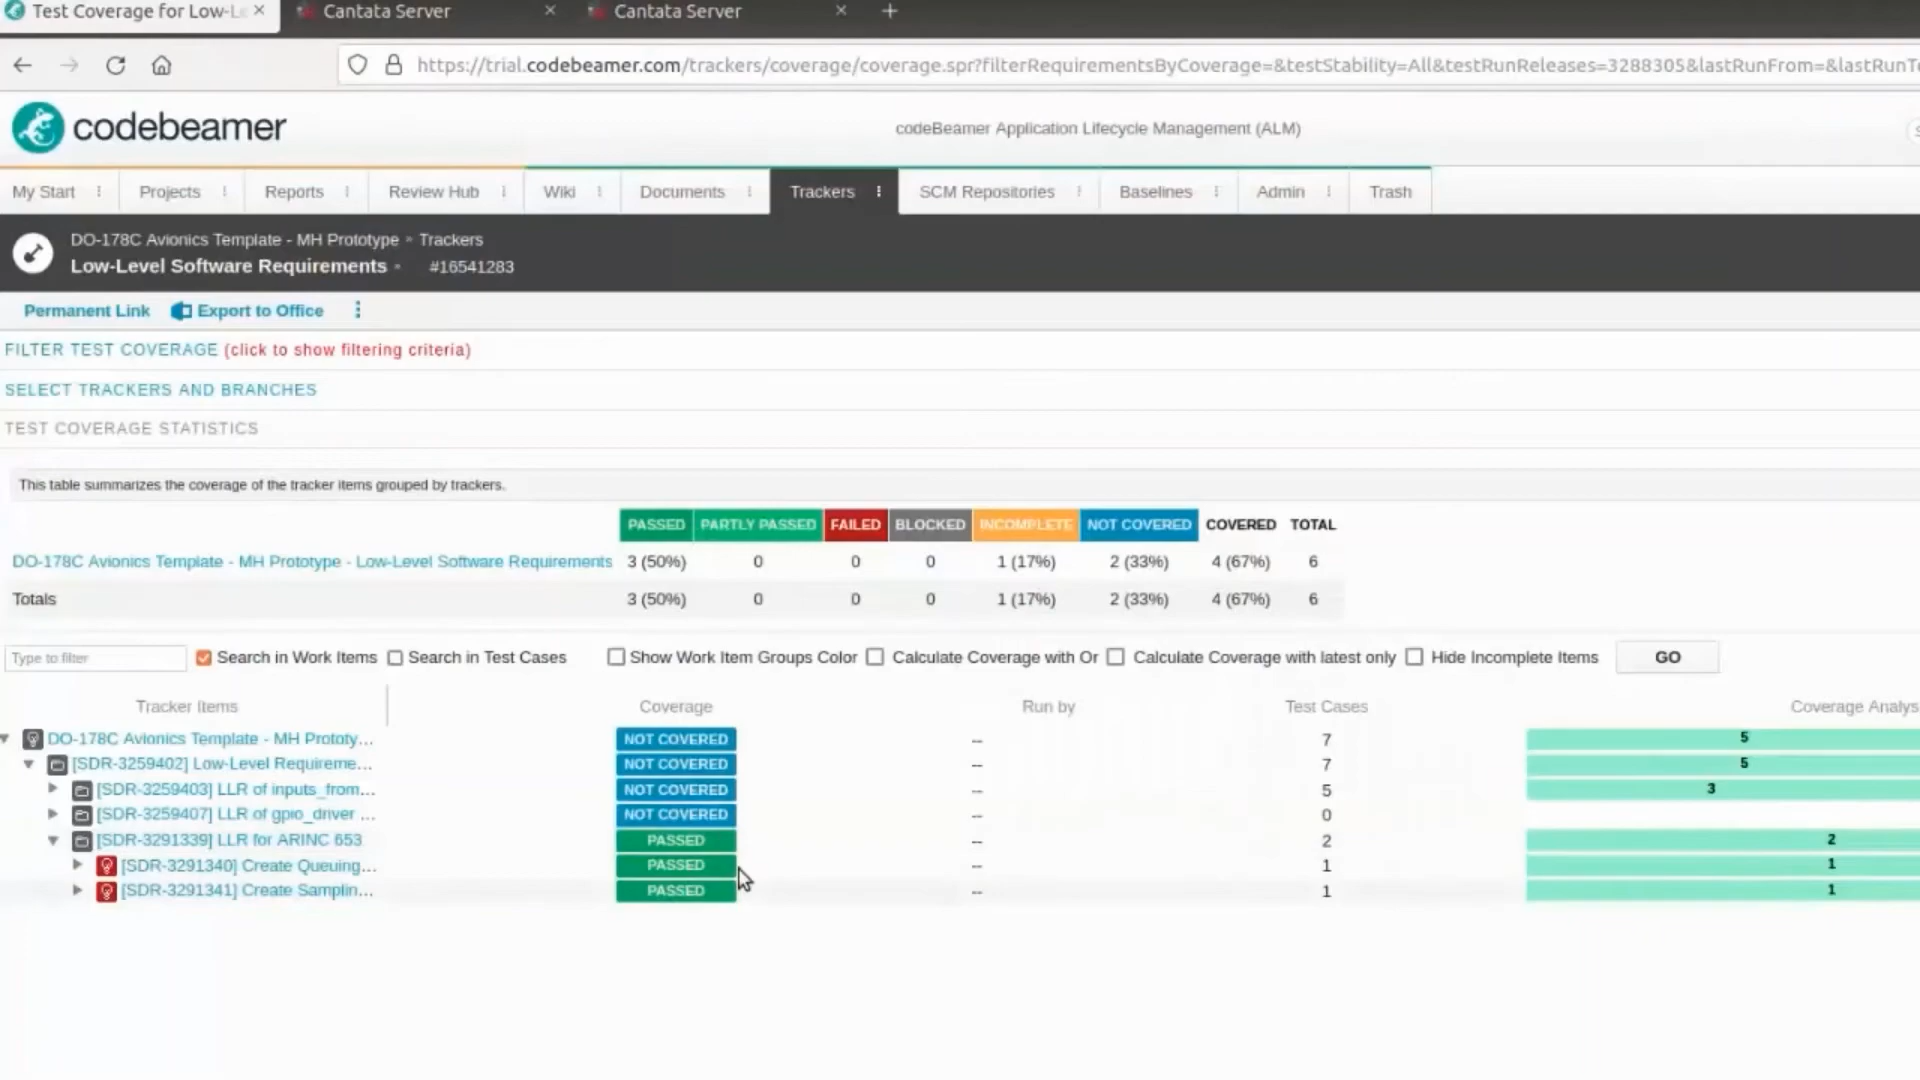 Test Coverage for Low-L
Cantata Server
Cantata Server
https://trial.codebeamer.com/trackers/coverage/coverage.spr?filterRequirementsByCoverage=&testStability=All&testRunReleases=3288305&lastRunFrom=&lastRunT
codebeamer
codeBeamer Application Lifecycle Management (ALM)
My Start Projects Reports Review Hub Wiki Documents Trackers SCM Repositories Baselines Admin Trash
DO-178C Avionics Template - MH Prototype » Trackers
Low-Level Software Requirements #16541283
Permanent Link Export to Office
FILTER TEST COVERAGE (click to show filtering criteria)
SELECT TRACKERS AND BRANCHES
TEST COVERAGE STATISTICS
This table summarizes the coverage of the tracker items grouped by trackers.
PASSED PARTLY PASSED FAILED BLOCKED INCOMPLETE NOT COVERED COVERED TOTAL
DO-178C Avionics Template - MH Prototype - Low-Level Software Requirements 3 (50%) 0 0 0 1 (17%) 2 (33%) 4 (67%) 6
Totals 3 (50%) 0 0 0 1 (17%) 2 (33%) 4 (67%) 6
Type to filter Search in Work Items Search in Test Cases Show Work Item Groups Color Calculate Coverage with Or Calculate Coverage with latest only Hide Incomplete Items GO
Tracker Items Coverage Run by Test Cases Coverage Analys
DO-178C Avionics Template - MH Prototy... NOT COVERED -- 7 5
[SDR-3259402] Low-Level Requireme... NOT COVERED -- 7 5
[SDR-3259403] LLR of inputs_from... NOT COVERED -- 5 3
[SDR-3259407] LLR of gpio_driver ... NOT COVERED -- 0
[SDR-3291339] LLR for ARINC 653 PASSED -- 2 2
[SDR-3291340] Create Queuing... PASSED -- 1 1
[SDR-3291341] Create Samplin... PASSED -- 1 1